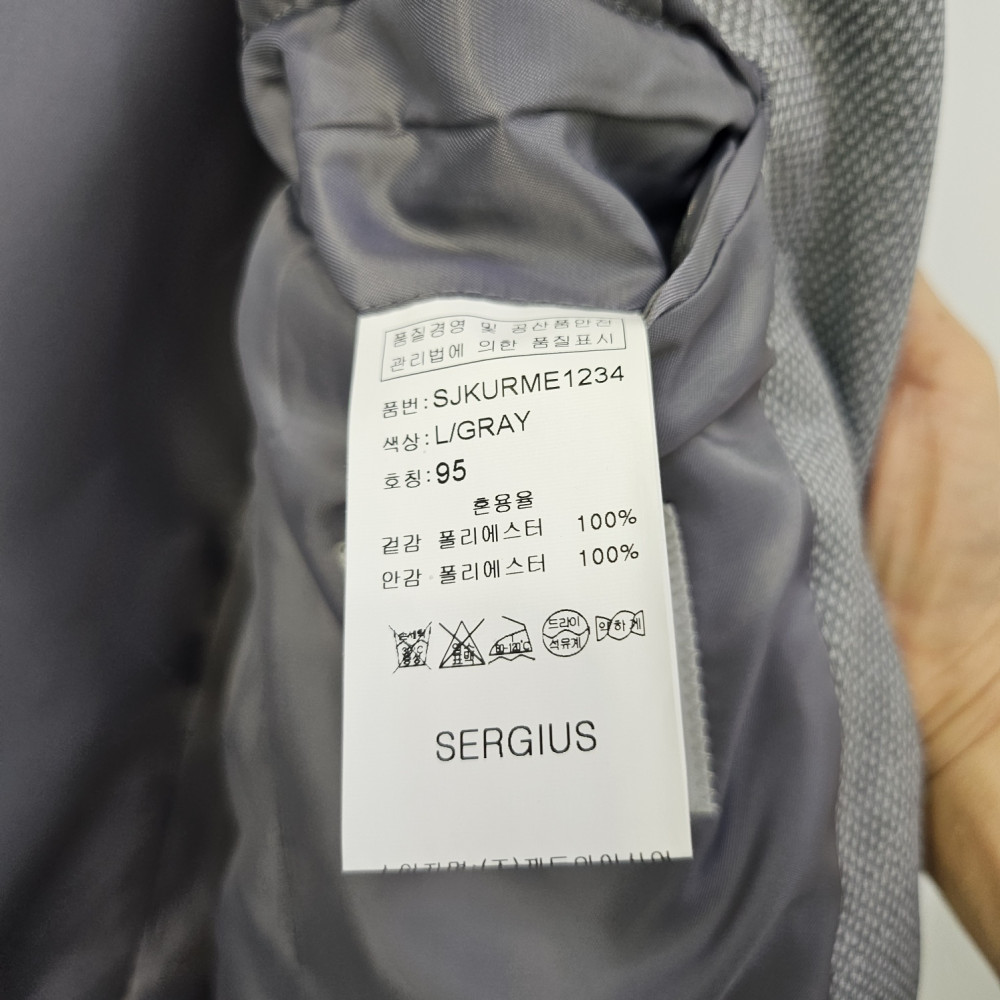 품질경영 및 공산품안전
관리법에 의한 품질표시
품번:SJKURME1234
색상:L/GRAY
호칭:95
혼용율
겉감 폴리에스터 100%
안감 폴리에스터 100%
드라이
석유계
약하게
SERGIUS